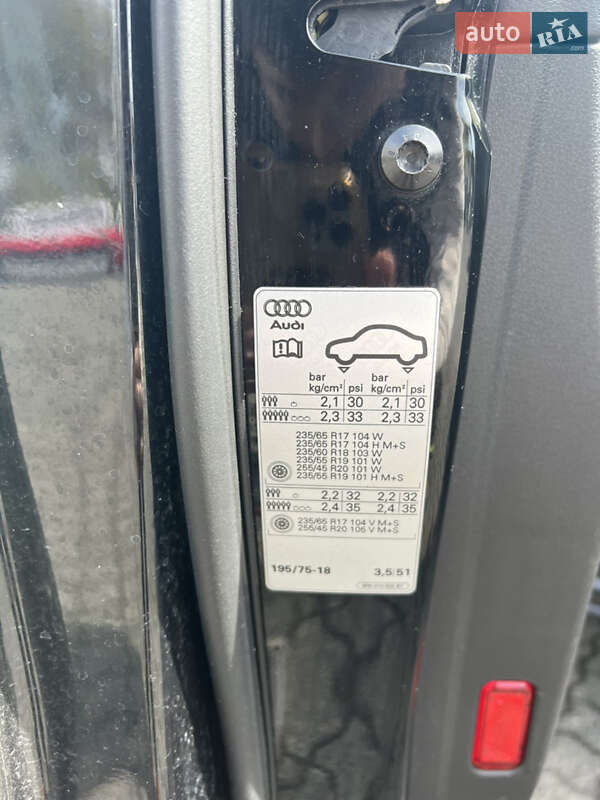 auto RIA.com
Audi
bar psi bar psi
kg/cm² kg/cm²
2,1 30 2,1 30
2,3 33 2,3 33
235/65 R17 104 W
235/65 R17 104 H M+S
235/60 R18 103 W
235/55 R19 101 W
255/45 R20 101 W
235/55 R19 101 H M+S
2,2 32 2,2 32
2,4 35 2,4 35
235/65 R17 104 V M+S
255/45 R20 105 V M+S
195/75-18 3,5/51